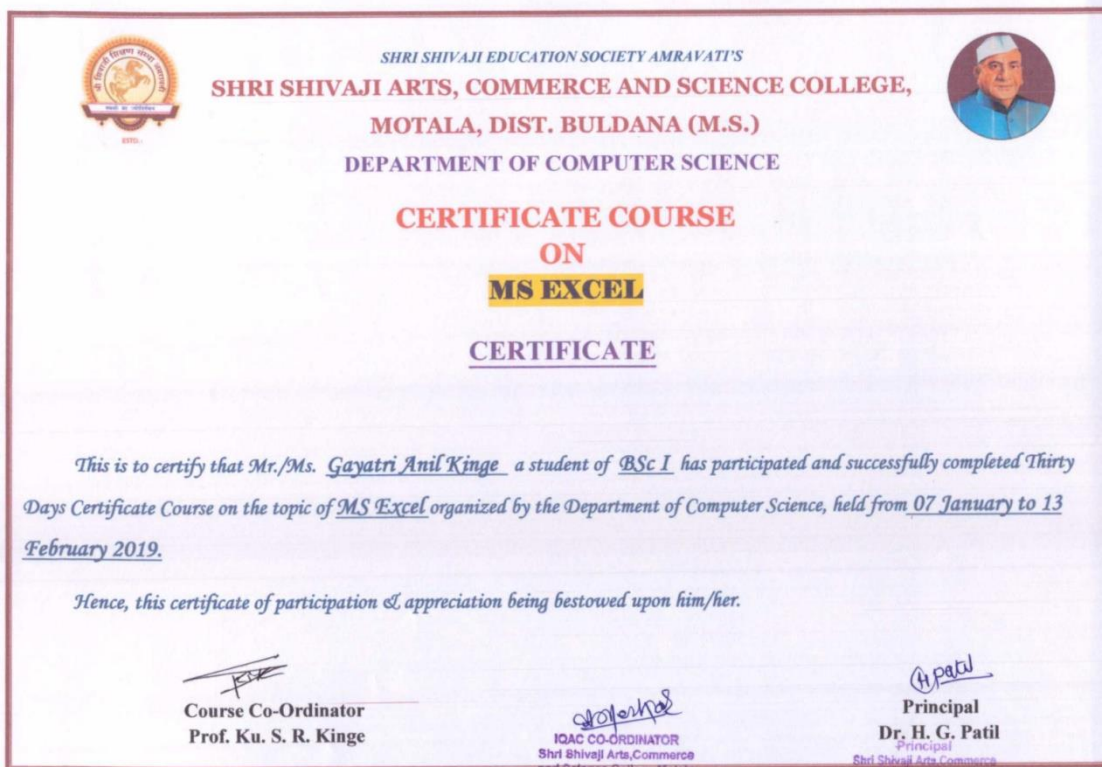 SHRI SHIVAJI EDUCATION SOCIETY AMRAVATI'S
SHRI SHIVAJI ARTS, COMMERCE AND SCIENCE COLLEGE,
MOTALA, DIST. BULDANA (M.S.)
DEPARTMENT OF COMPUTER SCIENCE
ESTD.:
CERTIFICATE COURSE
ON
MS EXCEL
CERTIFICATE
This is to certify that Mr./Ms. Gayatri Anil Kinge a student of BSc I has participated and successfully completed Thirty
Days Certificate Course on the topic of MS Excel organized by the Department of Computer Science, held from 07 January to 13
February 2019.
Hence, this certificate of participation & appreciation being bestowed upon him/her.
Course Co-Ordinator
Prof. Ku. S. R. Kinge
IQAC CO-ORDINATOR
Shri Shivaji Arts,Commerce
HPatil
Principal
Dr. H. G. Patil
Principal
Shri Shivaji Arts,Commerce